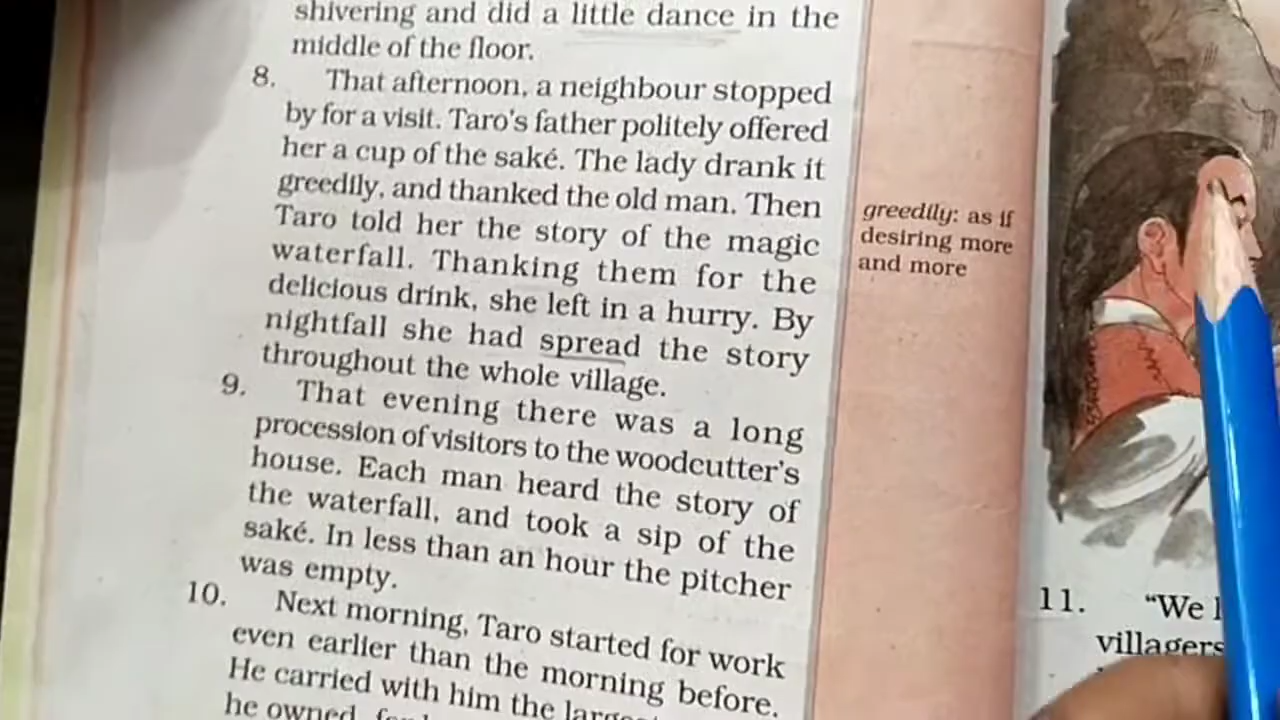 shivering and did a little dance in the
middle of the floor.
8. That afternoon, a neighbour stopped
by for a visit. Taro's father politely offered
her a cup of the saké. The lady drank it
greedily, and thanked the old man. Then
Taro told her the story of the magic
waterfall. Thanking them for the
delicious drink, she left in a hurry. By
nightfall she had spread the story
throughout the whole village.
9. That evening there was a long
procession of visitors to the woodcutter's
house. Each man heard the story of
the waterfall, and took a sip of the
saké. In less than an hour the pitcher
was empty.
10. Next morning, Taro started for work
even earlier than the morning before.
He carried with him the
he owned,
greedily: as if
desiring more
and more
11. "We
villagers